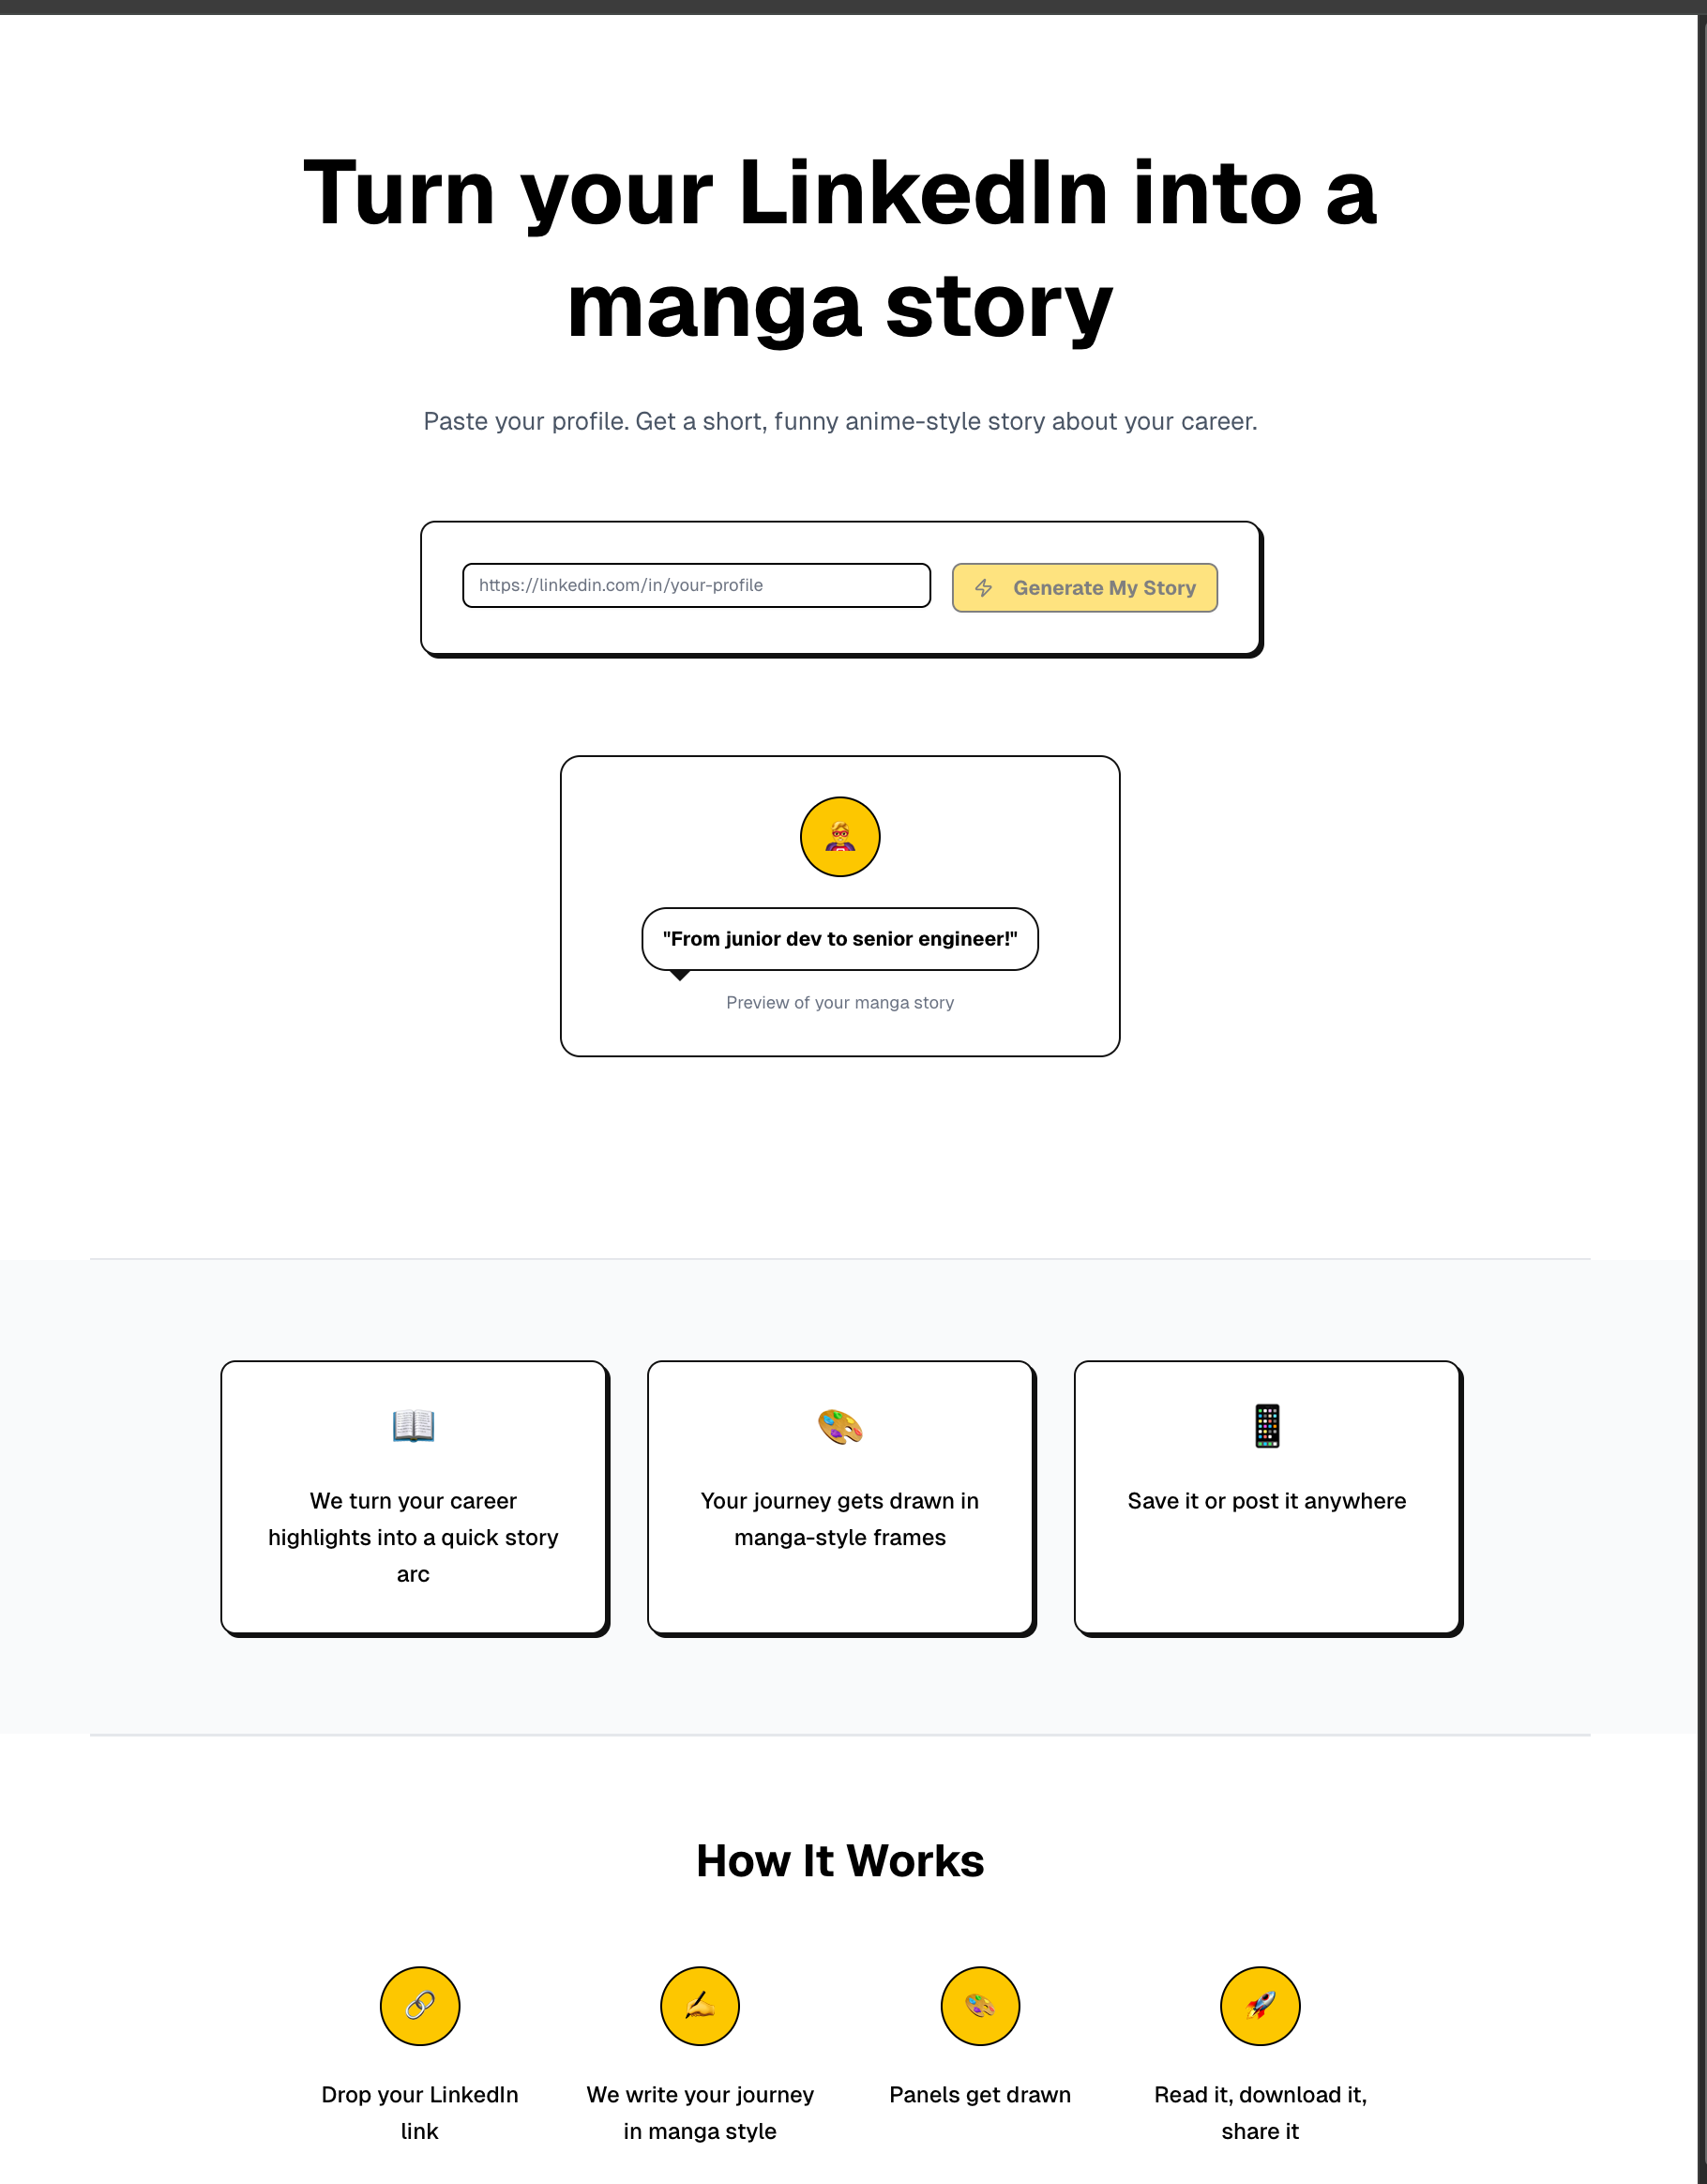 Turn your LinkedIn into a
manga story
Paste your profile. Get a short, funny anime-style story about your career.
https://linkedin.com/in/your-profile
Generate My Story
"From junior dev to senior engineer!"
Preview of your manga story
We turn your career
highlights into a quick story
arc
Your journey gets drawn in
manga-style frames
Save it or post it anywhere
How It Works
Drop your LinkedIn
link
We write your journey
in manga style
Panels get drawn
Read it, download it,
share it